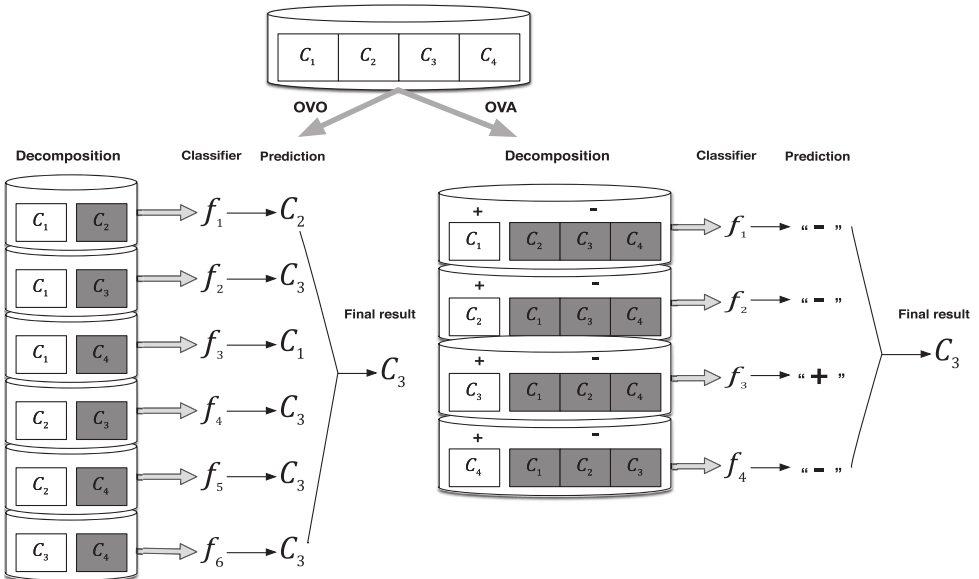 C₁ C₂ C₃ C₄
OVO OVA
Decomposition Classifier Prediction
C₁ C₂ f₁ C₂
C₁ C₃ f₂ C₃
C₁ C₄ f₃ C₁
C₂ C₃ f₄ C₃
C₂ C₄ f₅ C₃
C₃ C₄ f₆ C₃
Final result
C₃
Decomposition Classifier Prediction
+ -
C₁ C₂ C₃ C₄ f₁ “ - ”
+ -
C₂ C₁ C₃ C₄ f₂ “ - ”
+ -
C₃ C₁ C₂ C₄ f₃ “ + ”
+ -
C₄ C₁ C₂ C₃ f₄ “ - ”
Final result
C₃